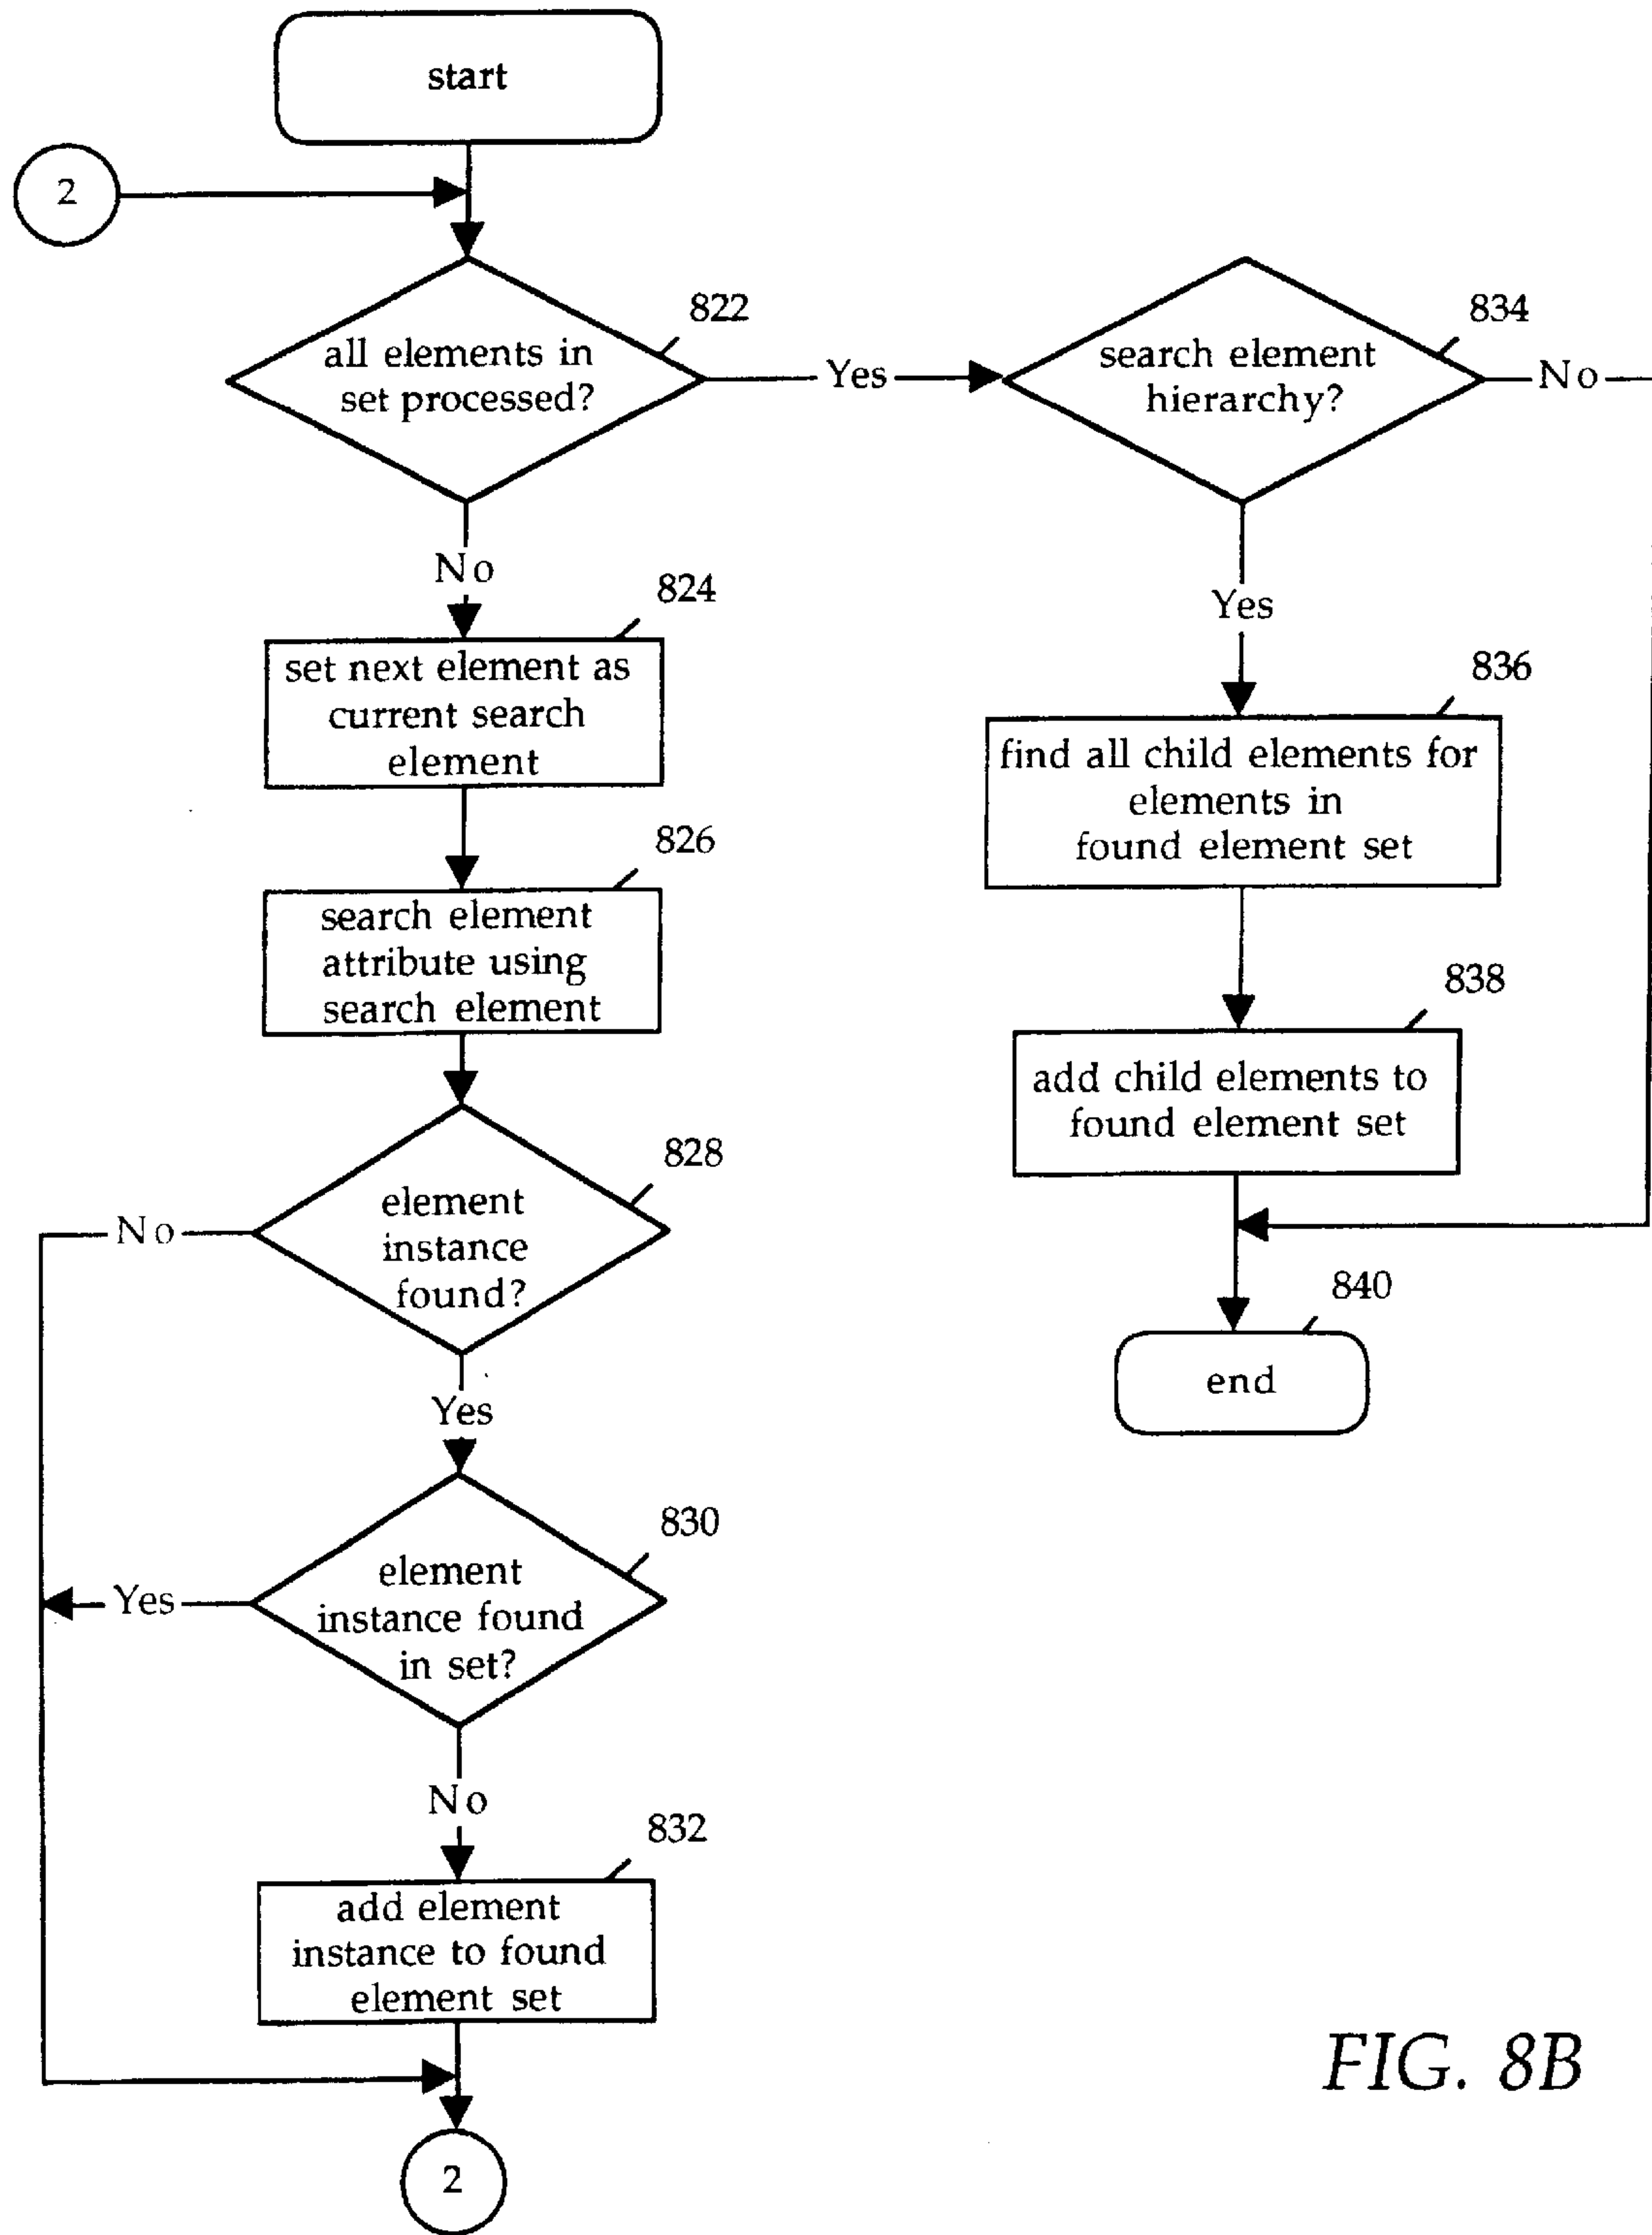 start
2
822
all elements in
set processed?
Yes
834
search element
hierarchy?
No
No
824
set next element as
current search
element
826
search element
attribute using
search element
828
element
instance
found?
No
Yes
830
element
instance found
in set?
Yes
No
832
add element
instance to found
element set
2
Yes
836
find all child elements for
elements in
found element set
838
add child elements to
found element set
840
end
FIG. 8B